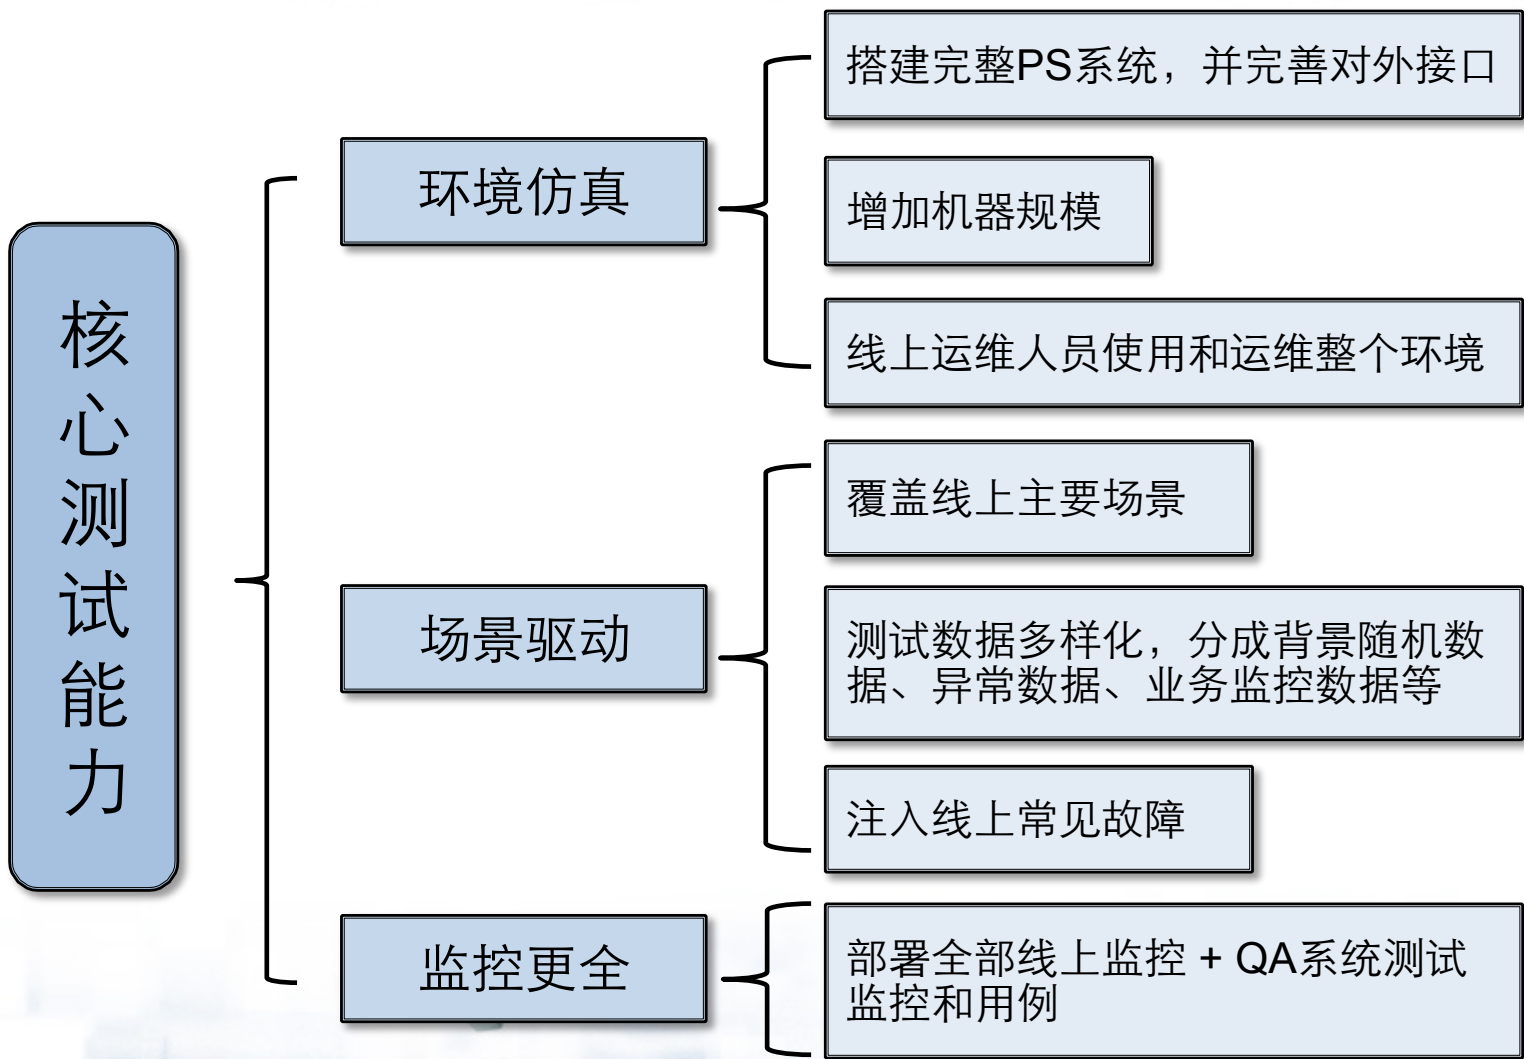 核心测试能力
环境仿真
搭建完整PS系统，并完善对外接口
增加机器规模
线上运维人员使用和运维整个环境
场景驱动
覆盖线上主要场景
测试数据多样化，分成背景随机数
据、异常数据、业务监控数据等
注入线上常见故障
监控更全
部署全部线上监控 + QA系统测试
监控和用例